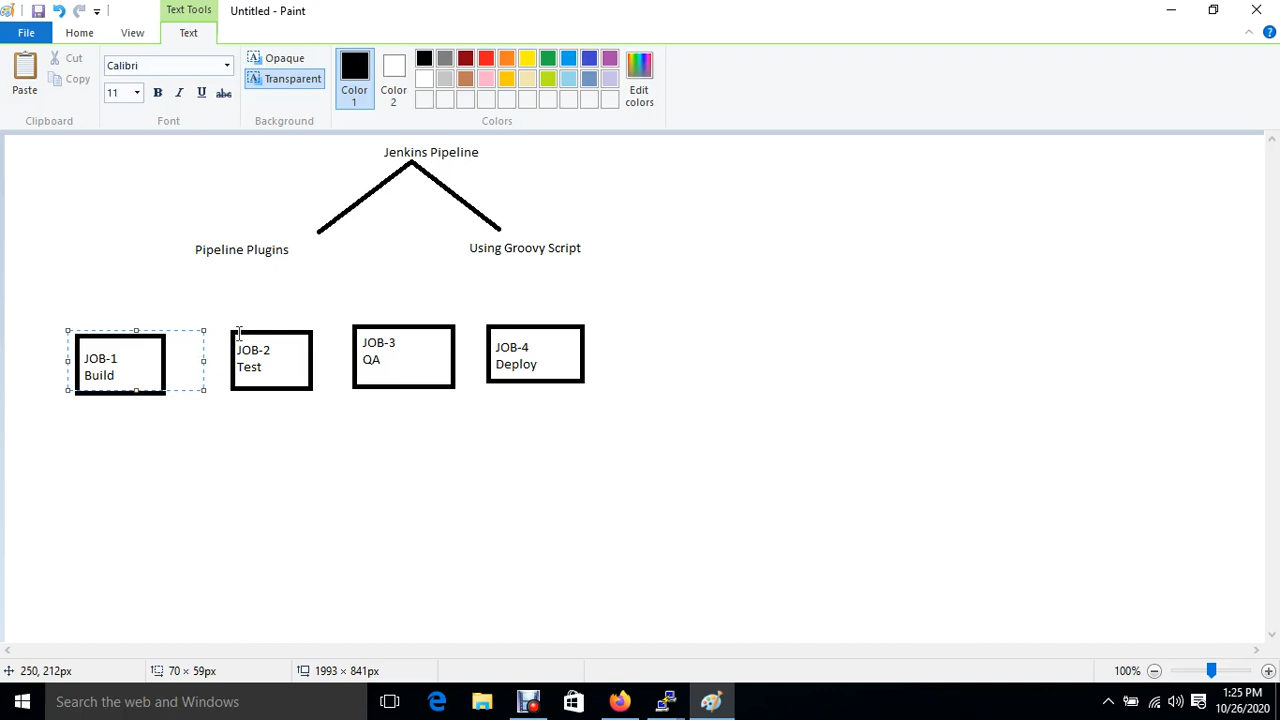 Text Tools
Untitled - Paint
File
Home
View
Text
Paste
Cut
Copy
Clipboard
Calibri
11
B
I
U
abc
Font
Opaque
Transparent
Background
Color 1
Color 2
Edit colors
Colors
Jenkins Pipeline
Pipeline Plugins
Using Groovy Script
JOB-1
Build
JOB-2
Test
JOB-3
QA
JOB-4
Deploy
250, 212px
70 × 59px
1993 × 841px
100%
Search the web and Windows
1:25 PM
10/26/2020